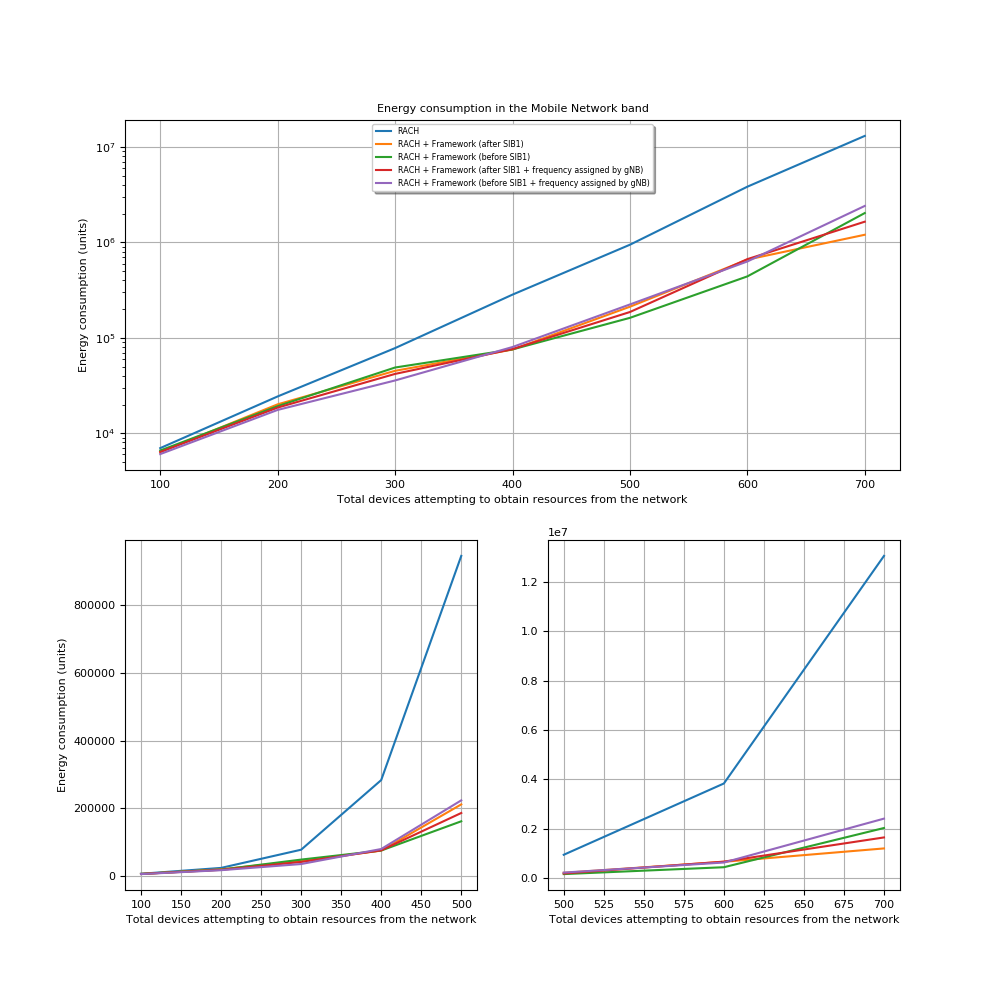 Energy consumption in the Mobile Network band
RACH
RACH + Framework (after SIB1)
RACH + Framework (before SIB1)
RACH + Framework (after SIB1 + frequency assigned by gNB)
RACH + Framework (before SIB1 + frequency assigned by gNB)
Energy consumption (units)
10⁷
10⁶
10⁵
10⁴
100 200 300 400 500 600 700
Total devices attempting to obtain resources from the network
Energy consumption (units)
800000
600000
400000
200000
0
100 150 200 250 300 350 400 450 500
Total devices attempting to obtain resources from the network
1e7
1.2
1.0
0.8
0.6
0.4
0.2
0.0
500 525 550 575 600 625 650 675 700
Total devices attempting to obtain resources from the network